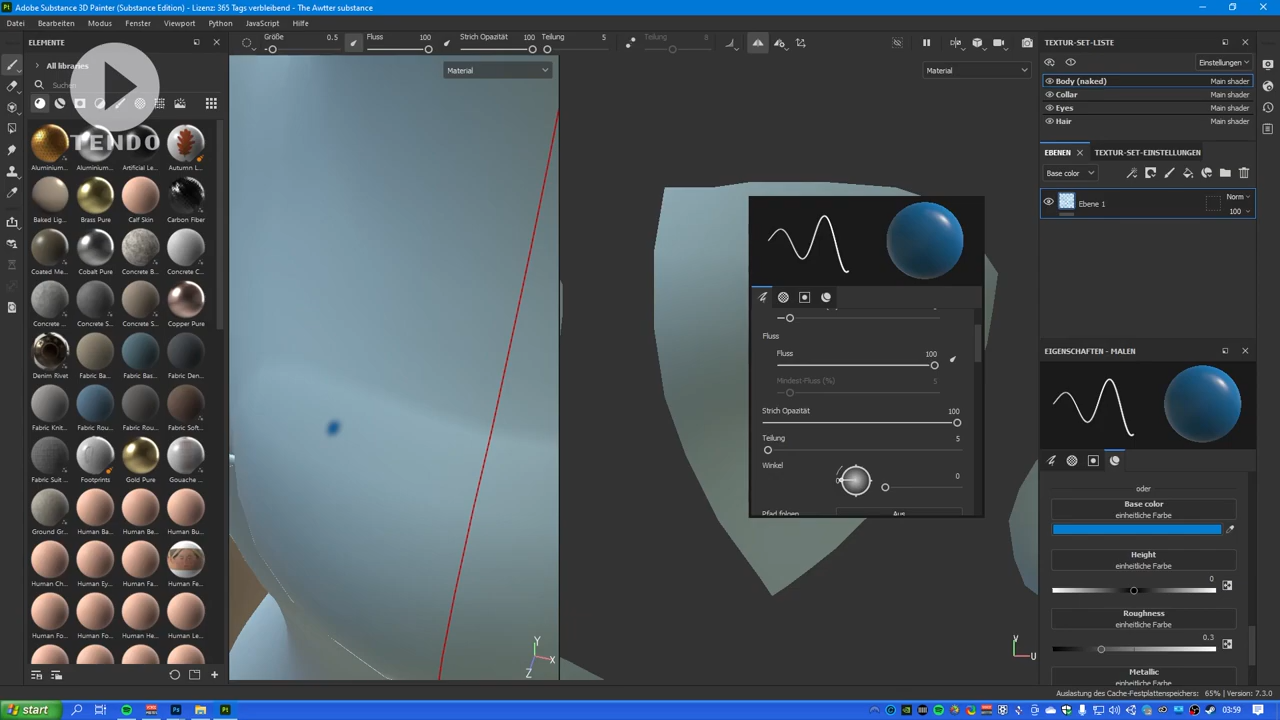 Adobe Substance 3D Painter (Substance Edition) - Lizenz: 365 Tags verbleibend - The Awtter substance
Datei Bearbeiten Modus Fenster Viewport Python JavaScript Hilfe
ELEMENTE
Größe 0.5 Fluss 100 Strich Opazität 100 Teilung 5 Teilung 8
All libraries
Suchen
TENDO
Aluminium... Aluminium... Artificial Le... Autumn L...
Baked Lig... Brass Pure Calf Skin Carbon Fiber
Coated Me... Cobalt Pure Concrete B... Concrete C...
Concrete ... Concrete S... Concrete S... Copper Pure
Denim Rivet Fabric Ba... Fabric Bas... Fabric Den...
Fabric Knit... Fabric Rou... Fabric Rou... Fabric Soft...
Fabric Suit ... Footprints Gold Pure Gouache ...
Ground Gr... Human Ba... Human Be... Human Bu...
Human Ch... Human Ey... Human Fa... Human Fe...
Human Fo... Human Fo... Human He... Human Le...
Material
Material
Fluss
Fluss 100
Mindest-Fluss (%) 5
Strich Opazität 100
Teilung 5
Winkel
0 0
Pfad folgen Aus
Y
X
Z
V
U
TEXTUR-SET-LISTE
Einstellungen
Body (naked) Main shader
Collar Main shader
Eyes Main shader
Hair Main shader
EBENEN TEXTUR-SET-EINSTELLUNGEN
Base color
Ebene 1 Norm
100
EIGENSCHAFTEN - MALEN
oder
Base color
einheitliche Farbe
Height
einheitliche Farbe
0
Roughness
einheitliche Farbe
0.3
Metallic
einheitliche Farbe
Auslastung des Cache-Festplattenspeichers: 65% | Version: 7.3.0
start
03:59